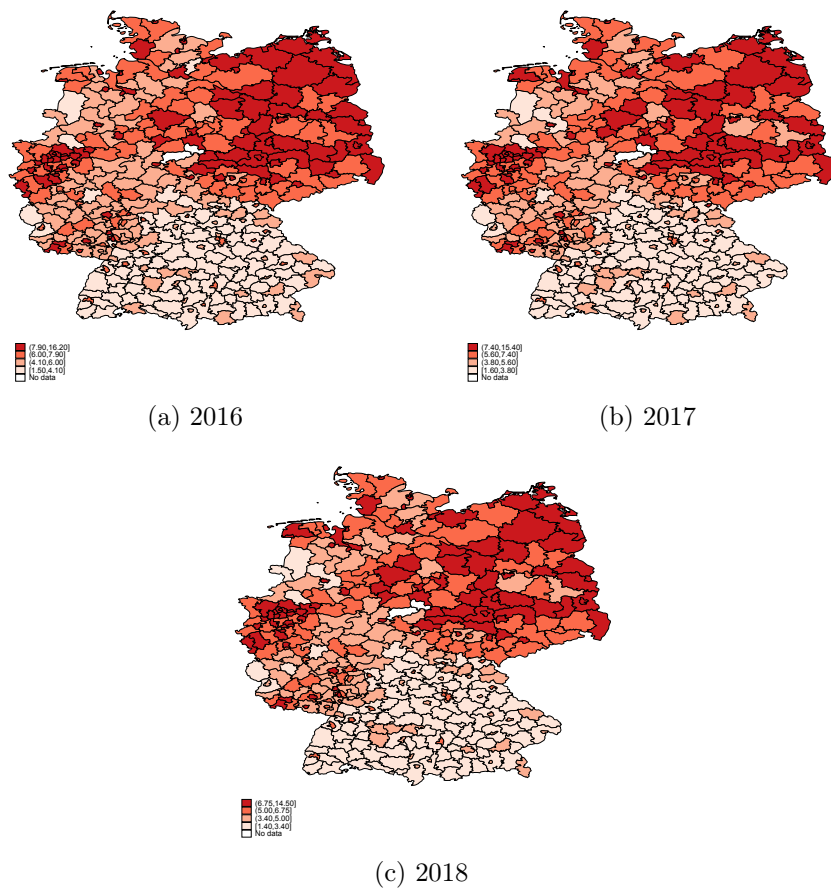 (7.90,16.20]
(6.00,7.90]
(4.10,6.00]
[1.50,4.10]
No data
(a) 2016
(7.40,15.40]
(5.60,7.40]
(3.80,5.60]
[1.60,3.80]
No data
(b) 2017
(6.75,14.50]
(5.00,6.75]
(3.40,5.00]
[1.40,3.40]
No data
(c) 2018